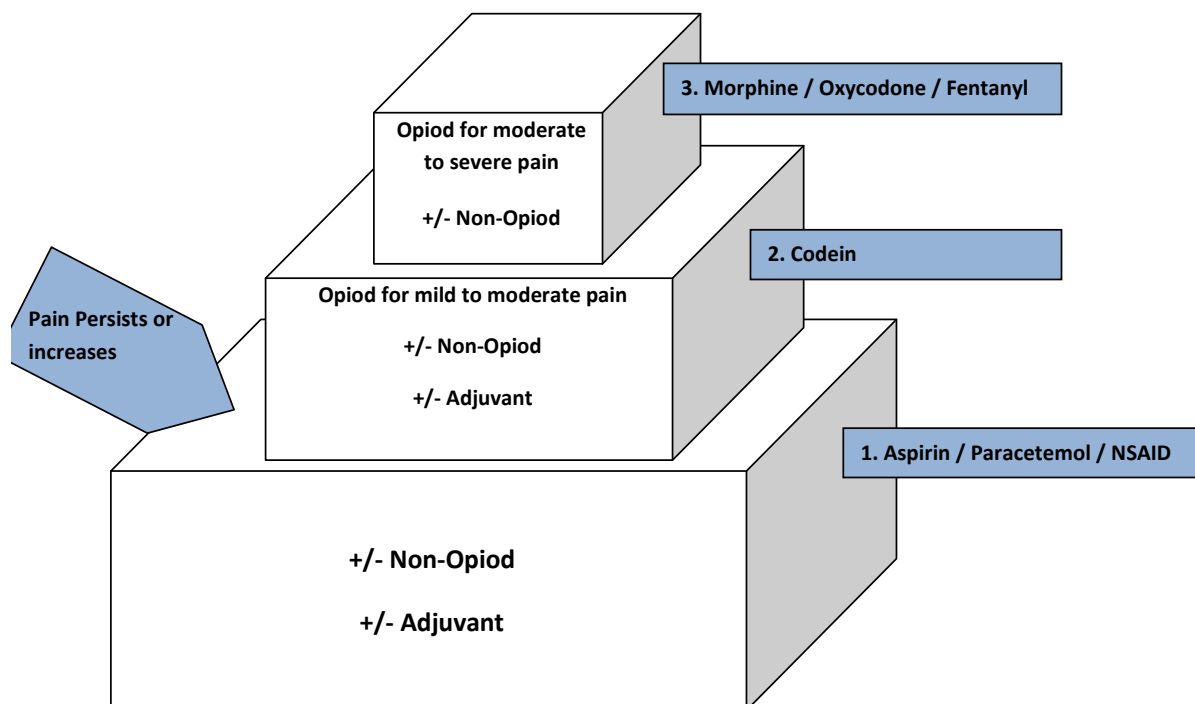 3. Morphine / Oxycodone / Fentanyl
Opiod for moderate
to severe pain
+/- Non-Opiod
2. Codein
Opiod for mild to moderate pain
+/- Non-Opiod
+/- Adjuvant
Pain Persists or
increases
1. Aspirin / Paracetemol / NSAID
+/- Non-Opiod
+/- Adjuvant